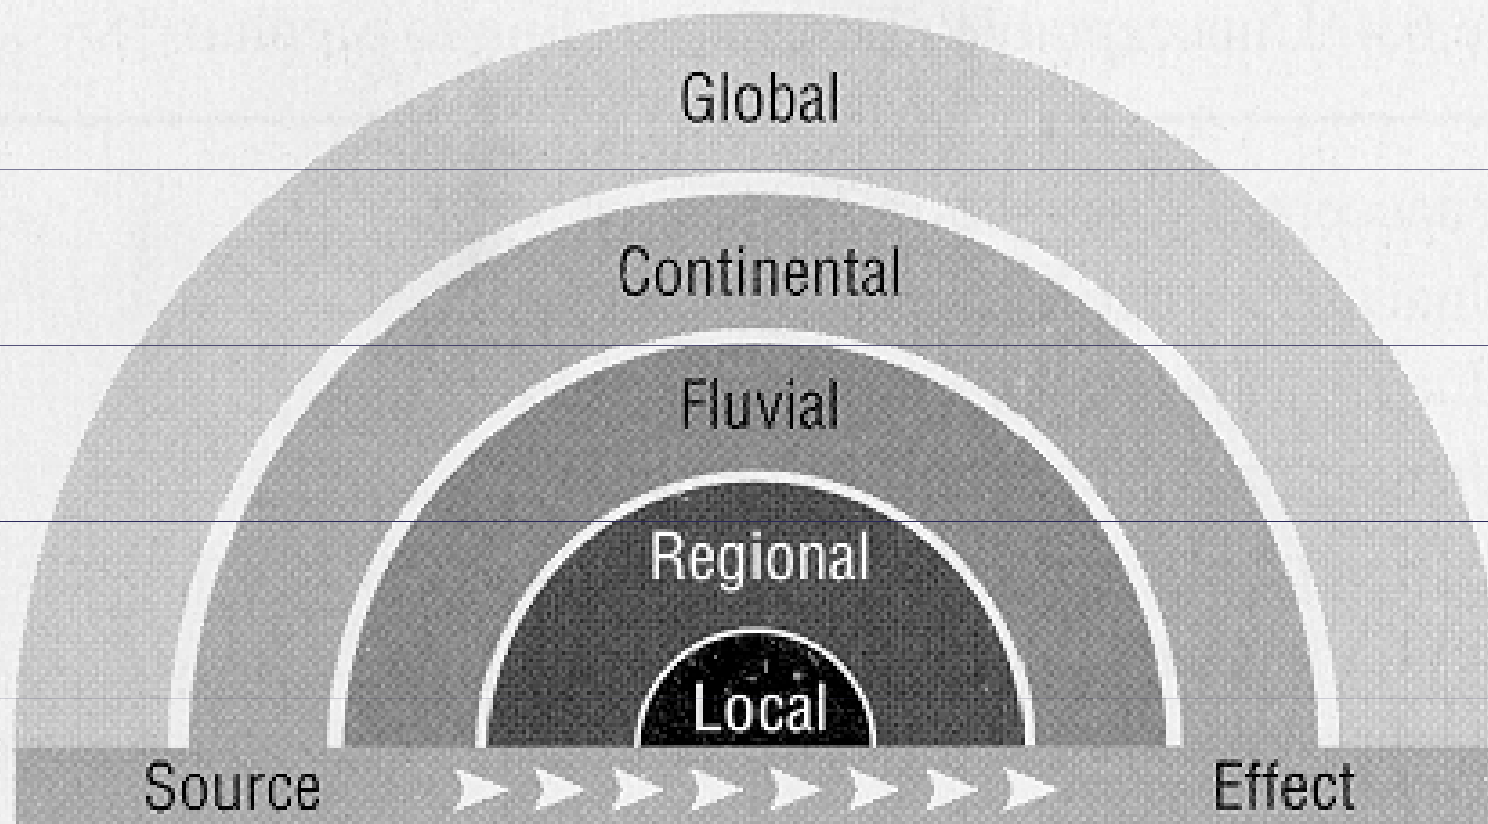 Global
Continental
Fluvial
Regional
Local
Source Effect